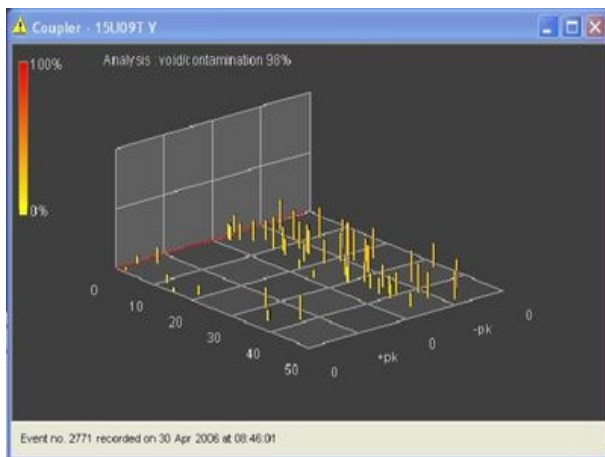 Coupler - 15U09T Y
100%
Analysis : void/contamination 98%
0%
0
10
20
30
40
50
0
+pk
0
-pk
0
Event no. 2771 recorded on 30 Apr 2006 at 08:46:01